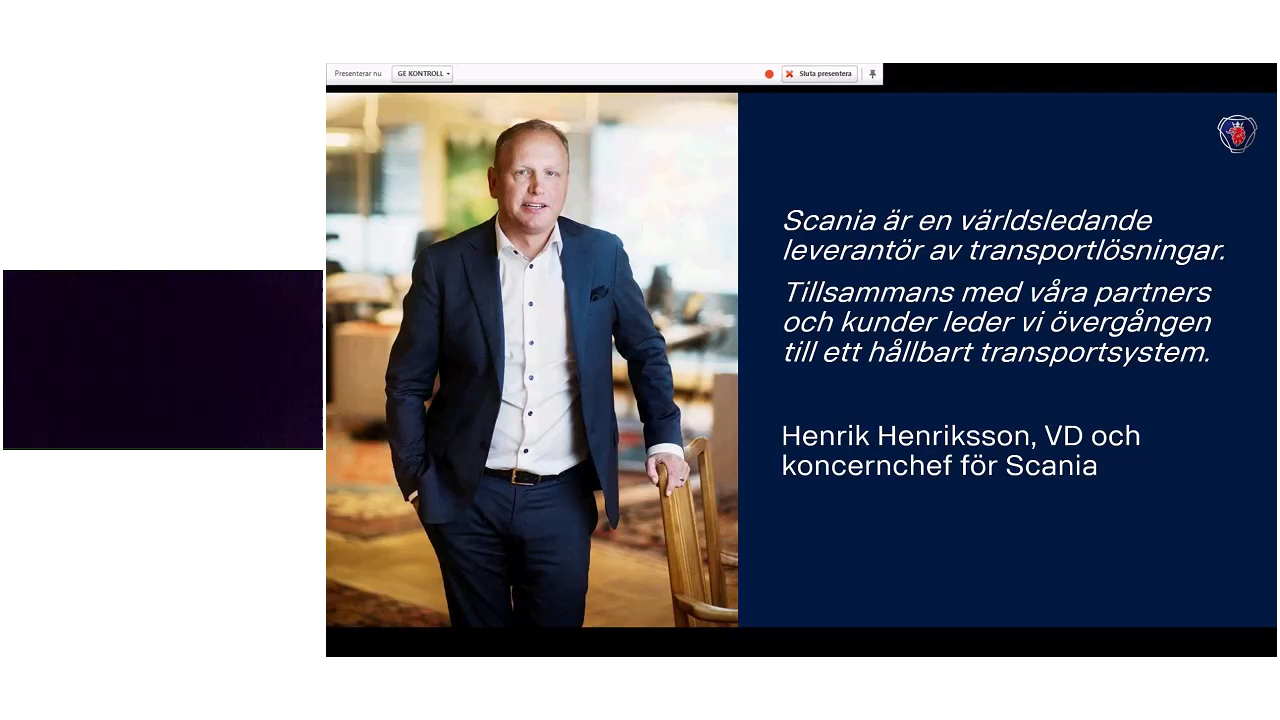 Presenterar nu GE KONTROLL Sluta presentera
Scania är en världsledande
leverantör av transportlösningar.
Tillsammans med våra partners
och kunder leder vi övergången
till ett hållbart transportsystem.
Henrik Henriksson, VD och
koncernchef för Scania